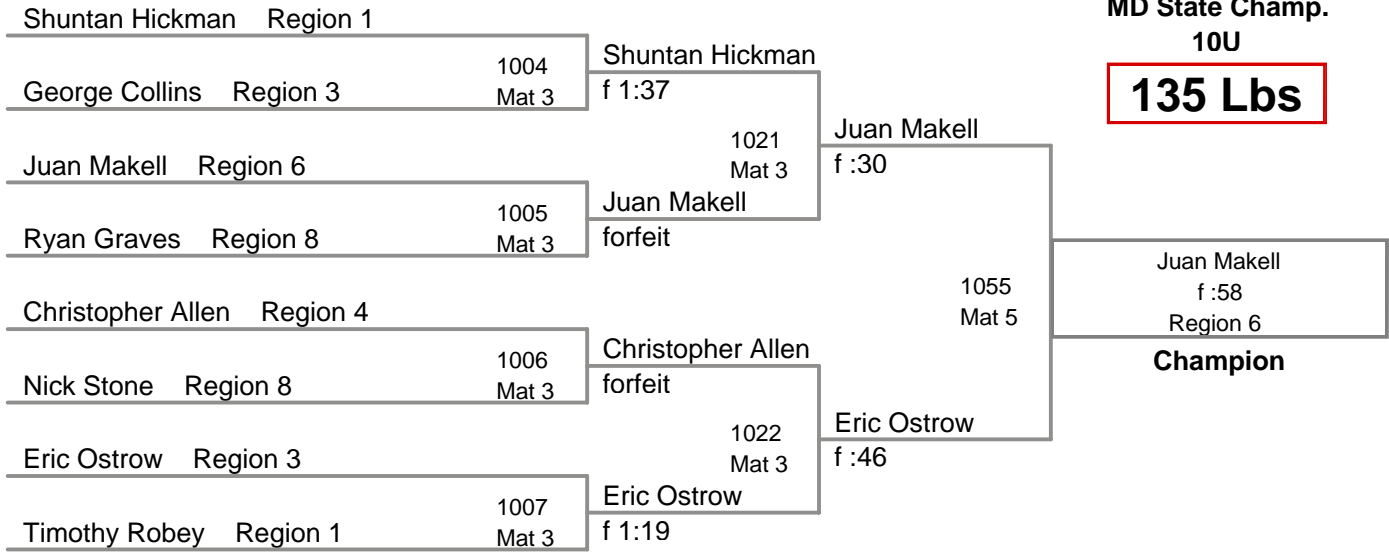 MD State Champ.
10U
135 Lbs
Shuntan Hickman Region 1
George Collins Region 3
Juan Makell Region 6
Ryan Graves Region 8
Christopher Allen Region 4
Nick Stone Region 8
Eric Ostrow Region 3
Timothy Robey Region 1
1004
Mat 3
1005
Mat 3
1006
Mat 3
1007
Mat 3
Shuntan Hickman
f 1:37
Juan Makell
forfeit
Christopher Allen
forfeit
Eric Ostrow
f 1:19
1021
Mat 3
1022
Mat 3
Juan Makell
f :30
Eric Ostrow
f :46
1055
Mat 5
Juan Makell
f :58
Region 6
Champion